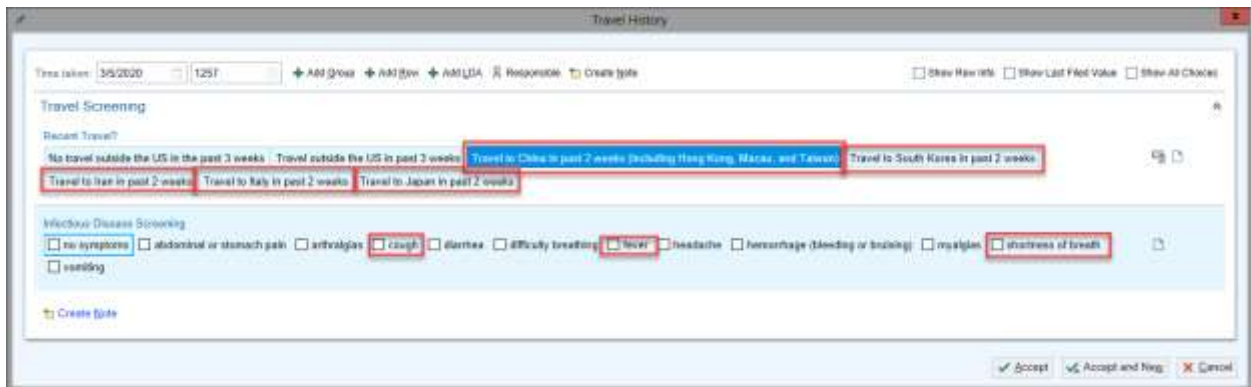 Travel History
Time taken: 3/5/2020 1257 Add Group Add Row Add LDA Responsible Create Note Show Row Info Show Last Filed Value Show All Choices
Travel Screening
Recent Travel?
No travel outside the US in the past 3 weeks Travel outside the US in past 3 weeks Travel to China in past 2 weeks (including Hong Kong, Macau, and Taiwan) Travel to South Korea in past 2 weeks
Travel to Iran in past 2 weeks Travel to Italy in past 2 weeks Travel to Japan in past 2 weeks
Infectious Disease Screening
no symptoms abdominal or stomach pain arthralgias cough diarrhea difficulty breathing fever headache hemorrhage (bleeding or bruising) myalgias shortness of breath
vomiting
Create Note
Accept Accept and New Cancel